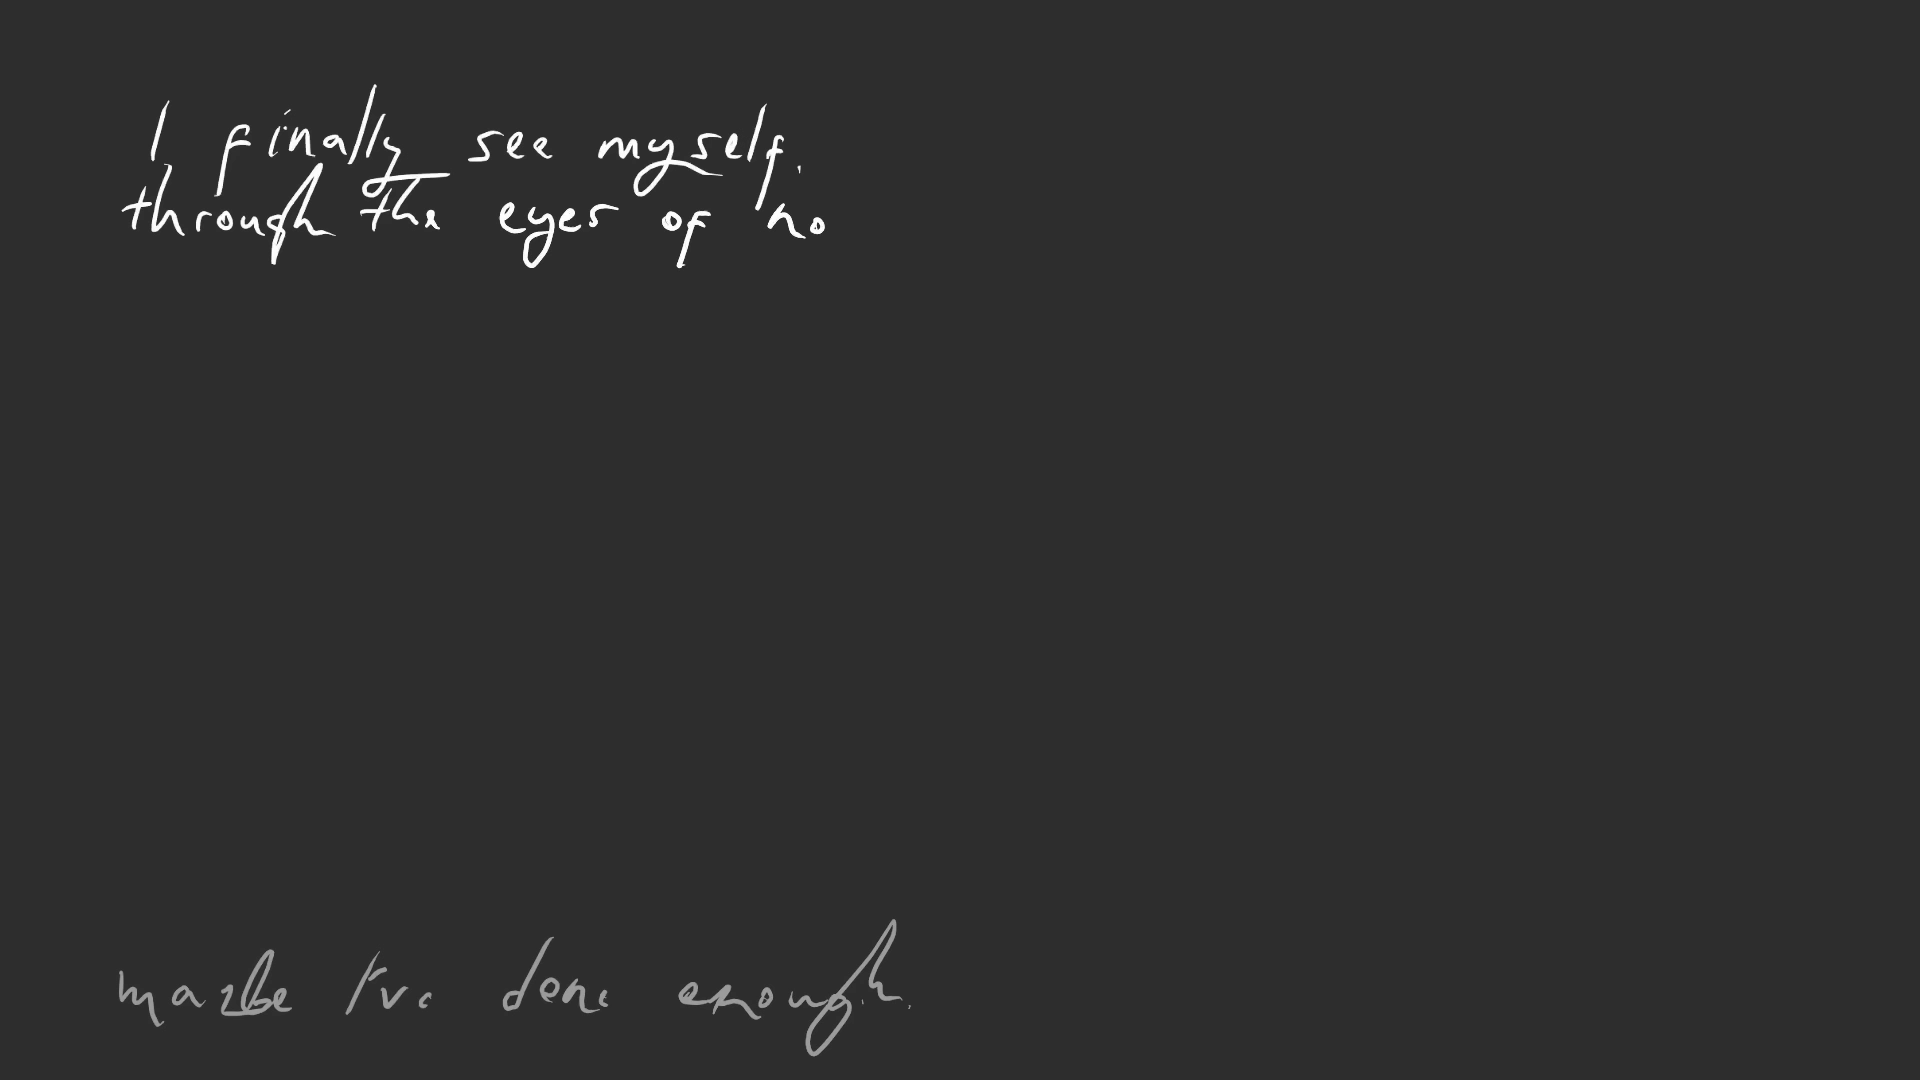 I finally see myself.
through the eyes of no
maybe I've done enough.